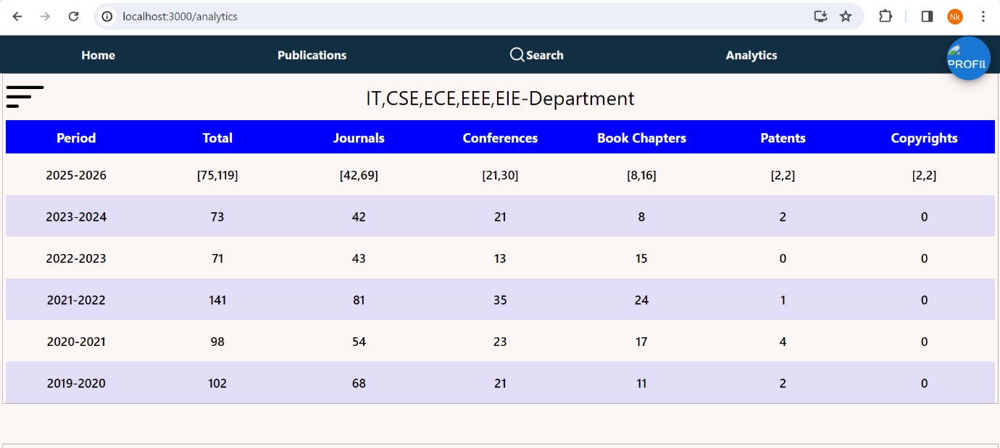 localhost:3000/analytics
Nk
Home Publications Search Analytics
PROFIL
IT,CSE,ECE,EEE,EIE-Department
Period Total Journals Conferences Book Chapters Patents Copyrights
2025-2026 [75,119] [42,69] [21,30] [8,16] [2,2] [2,2]
2023-2024 73 42 21 8 2 0
2022-2023 71 43 13 15 0 0
2021-2022 141 81 35 24 1 0
2020-2021 98 54 23 17 4 0
2019-2020 102 68 21 11 2 0